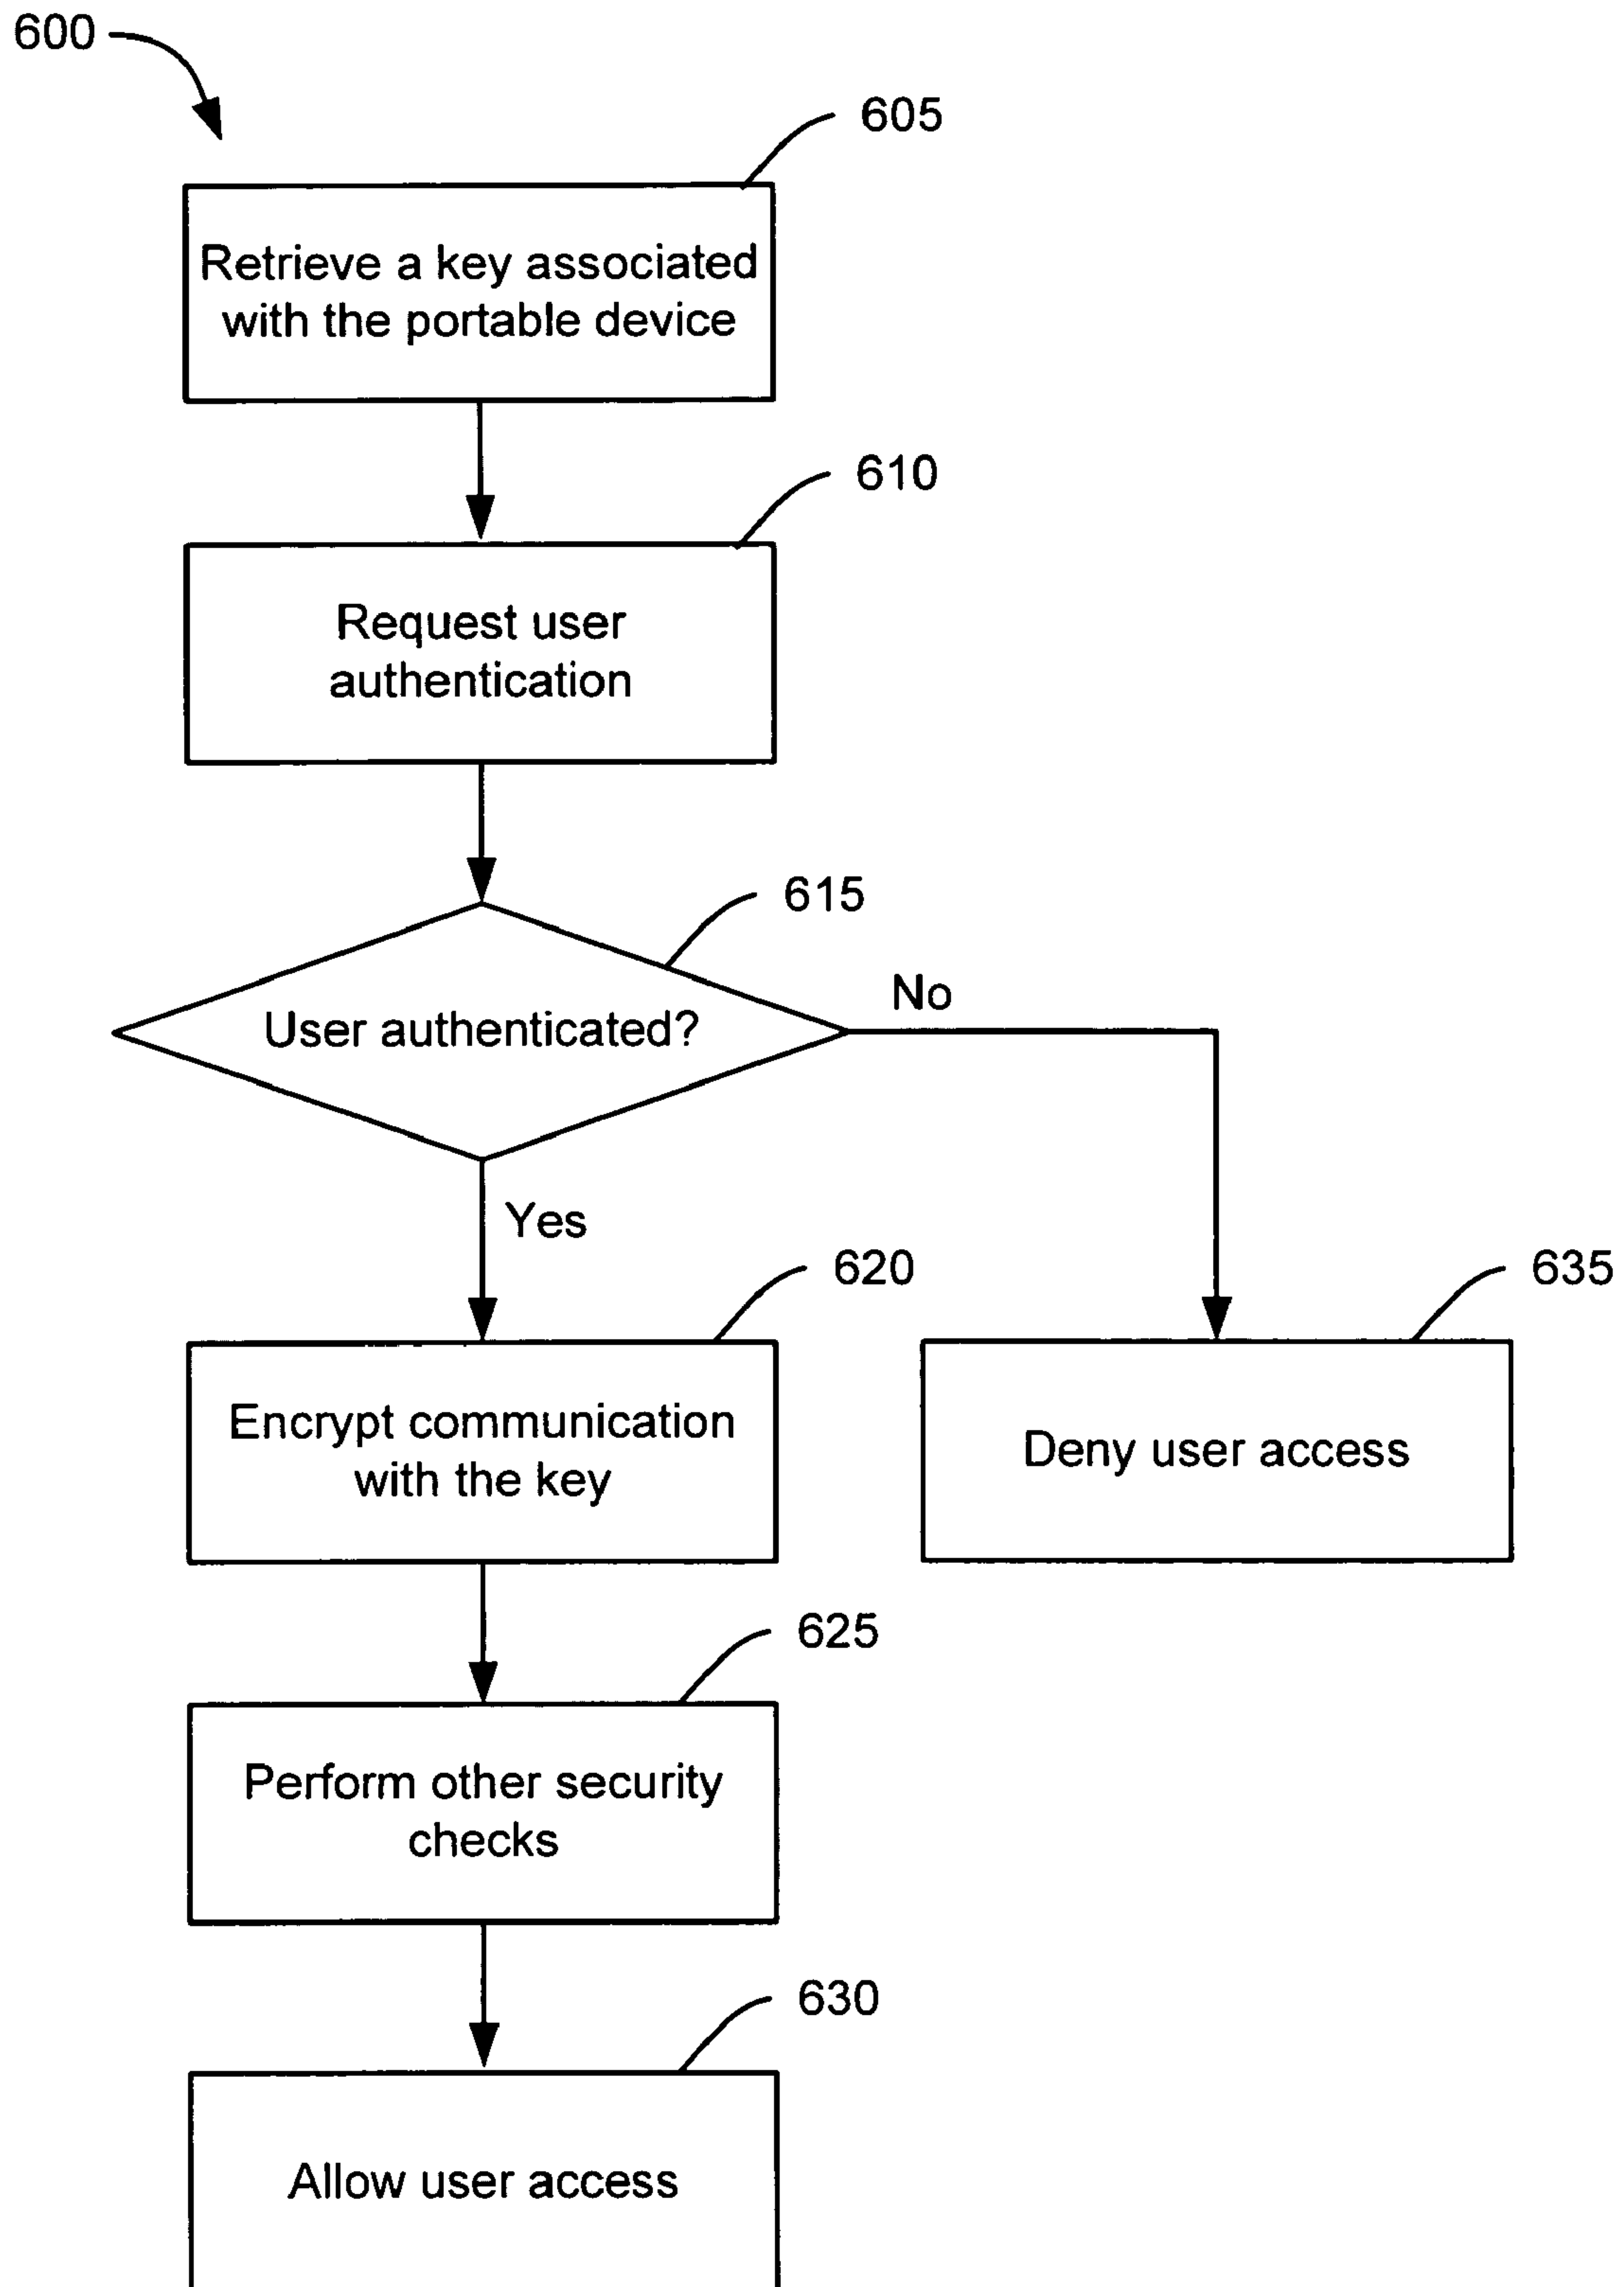 600
605
Retrieve a key associated
with the portable device
610
Request user
authentication
615
User authenticated?
No
Yes
620
635
Encrypt communication
with the key
Deny user access
625
Perform other security
checks
630
Allow user access